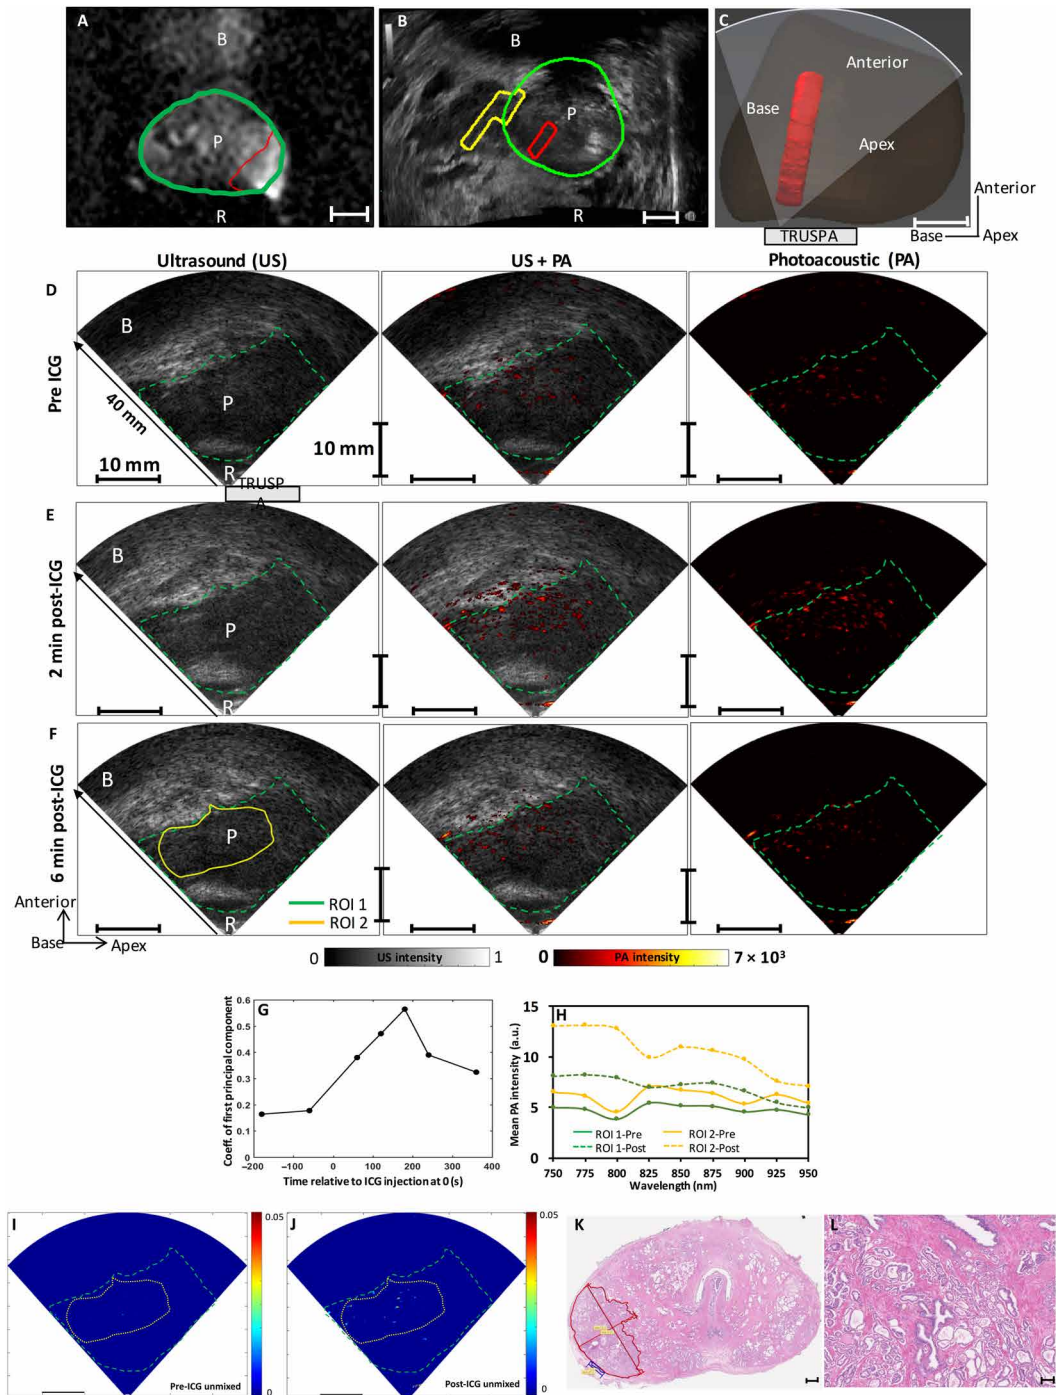 A
B
P
R
B
B
P
R
C
Anterior
Base
Apex
Anterior
TRUSPA
Base
Apex
Ultrasound (US)
US + PA
Photoacoustic (PA)
D
Pre ICG
B
P
40 mm
10 mm
R
10 mm
TRUSP
A
E
2 min post-ICG
B
P
R
F
6 min post-ICG
B
P
R
ROI 1
ROI 2
Anterior
Base
Apex
0
US intensity
1
0
PA intensity
7 × 10³
G
Coeff. of first principal component
0.6
0.5
0.4
0.3
0.2
0.1
0
−200 −100 0 100 200 300 400
Time relative to ICG injection at 0 (s)
H
Mean PA intensity (a.u.)
15
10
5
0
ROI 1-Pre
ROI 2-Pre
ROI 1-Post
ROI 2-Post
750 775 800 825 850 875 900 925 950
Wavelength (nm)
I
0.05
0
Pre-ICG unmixed
J
0.05
0
Post-ICG unmixed
K
L